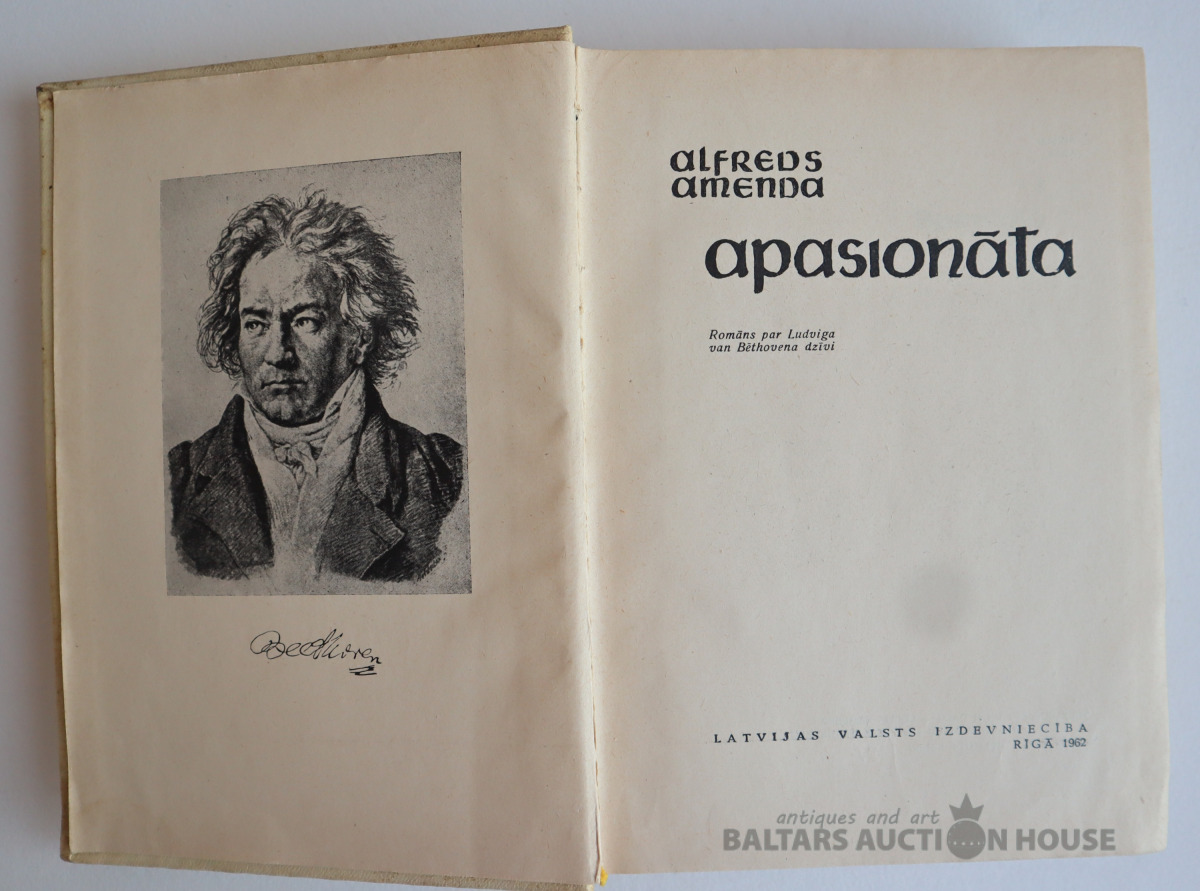 Beethoven
alfreds
amenda
apasionāta
Romāns par Ludviga
van Bēthovena dzīvi
LATVIJAS VALSTS IZDEVNIECĪBA
RĪGĀ 1962
antiques and art
BALTARS AUCTION HOUSE